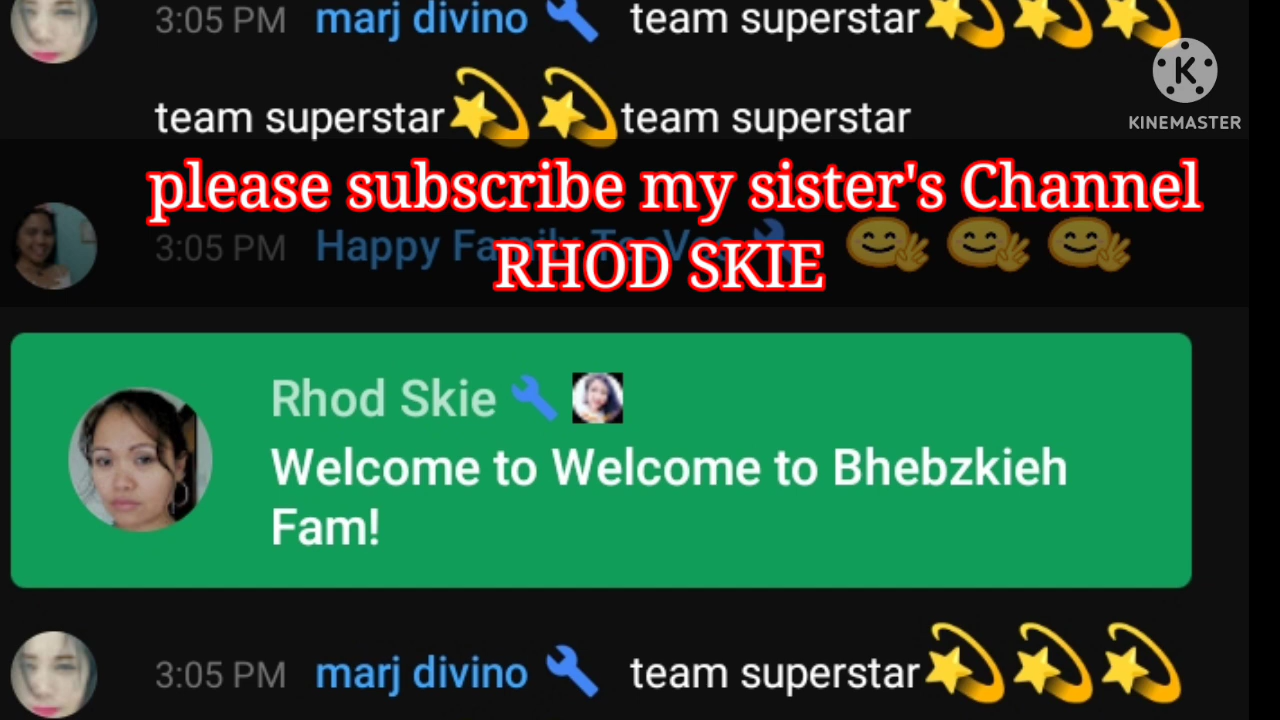 3:05 PM marj divino team superstar
team superstar team superstar
KINEMASTER
please subscribe my sister's Channel
3:05 PM Happy Family
RHOD SKIE
Rhod Skie
Welcome to Welcome to Bhebzkieh
Fam!
3:05 PM marj divino team superstar